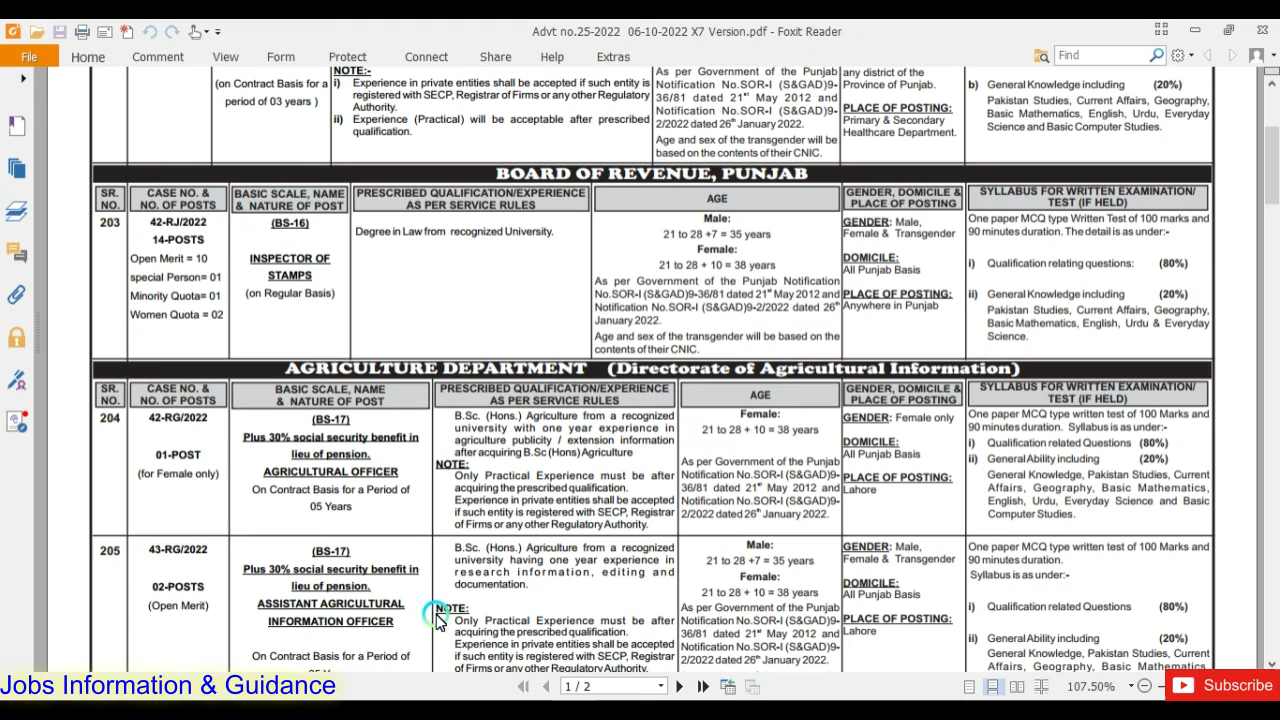 Advt no.25-2022 06-10-2022 X7 Version.pdf - Foxit Reader
File Home Comment View Form Protect Connect Share Help Extras Find
(on Contract Basis for a
period of 03 years )
NOTE:-
i) Experience in private entities shall be accepted if such entity is
registered with SECP, Registrar of Firms or any other Regulatory
Authority.
ii) Experience (Practical) will be acceptable after prescribed
qualification.
As per Government of the Punjab
Notification No.SOR-I (S&GAD)9-
36/81 dated 21st May 2012 and
Notification No.SOR-I (S&GAD)9-
2/2022 dated 26th January 2022.
Age and sex of the transgender will be
based on the contents of their CNIC.
any district of the
Province of Punjab.
PLACE OF POSTING:
Primary & Secondary
Healthcare Department.
b) General Knowledge including (20%)
Pakistan Studies, Current Affairs, Geography,
Basic Mathematics, English, Urdu, Everyday
Science and Basic Computer Studies.
BOARD OF REVENUE, PUNJAB
SR.
NO.
CASE NO. &
NO. OF POSTS
BASIC SCALE, NAME
& NATURE OF POST
PRESCRIBED QUALIFICATION/EXPERIENCE
AS PER SERVICE RULES
AGE
GENDER, DOMICILE &
PLACE OF POSTING
SYLLABUS FOR WRITTEN EXAMINATION/
TEST (IF HELD)
203
42-RJ/2022
14-POSTS
Open Merit = 10
special Person= 01
Minority Quota= 01
Women Quota = 02
(BS-16)
INSPECTOR OF
STAMPS
(on Regular Basis)
Degree in Law from recognized University.
Male:
21 to 28 +7 = 35 years
Female:
21 to 28 + 10 = 38 years
As per Government of the Punjab Notification
No.SOR-I (S&GAD)9-36/81 dated 21st May 2012 and
Notification No.SOR-I (S&GAD)9-2/2022 dated 26th
January 2022.
Age and sex of the transgender will be based on the
contents of their CNIC.
GENDER: Male,
Female & Transgender
DOMICILE:
All Punjab Basis
PLACE OF POSTING:
Anywhere in Punjab
One paper MCQ type Written Test of 100 marks and
90 minutes duration. The detail is as under:-
i) Qualification relating questions: (80%)
ii) General Knowledge including (20%)
Pakistan Studies, Current Affairs, Geography,
Basic Mathematics, English, Urdu & Everyday
Science.
AGRICULTURE DEPARTMENT (Directorate of Agricultural Information)
SR.
NO.
CASE NO. &
NO. OF POSTS
BASIC SCALE, NAME
& NATURE OF POST
PRESCRIBED QUALIFICATION/EXPERIENCE
AS PER SERVICE RULES
AGE
GENDER, DOMICILE &
PLACE OF POSTING
SYLLABUS FOR WRITTEN EXAMINATION/
TEST (IF HELD)
204
42-RG/2022
01-POST
(for Female only)
(BS-17)
Plus 30% social security benefit in
lieu of pension.
AGRICULTURAL OFFICER
On Contract Basis for a Period of
05 Years
B.Sc. (Hons.) Agriculture from a recognized
university with one year experience in
agriculture publicity / extension information
after acquiring B.Sc (Hons) Agriculture
NOTE:
Only Practical Experience must be after
acquiring the prescribed qualification.
Experience in private entities shall be accepted
if such entity is registered with SECP, Registrar
of Firms or any other Regulatory Authority.
Female:
21 to 28 + 10 = 38 years
As per Government of the Punjab
Notification No.SOR-I (S&GAD)9-
36/81 dated 21st May 2012 and
Notification No.SOR-I (S&GAD)9-
2/2022 dated 26th January 2022.
GENDER: Female only
DOMICILE:
All Punjab Basis
PLACE OF POSTING:
Lahore
One paper MCQ type written test of 100 Marks and
90 minutes duration. Syllabus is as under:-
i) Qualification related Questions (80%)
ii) General Ability including (20%)
General Knowledge, Pakistan Studies, Current
Affairs, Geography, Basic Mathematics,
English, Urdu, Everyday Science and Basic
Computer Studies.
205
43-RG/2022
02-POSTS
(Open Merit)
(BS-17)
Plus 30% social security benefit in
lieu of pension.
ASSISTANT AGRICULTURAL
INFORMATION OFFICER
On Contract Basis for a Period of
B.Sc. (Hons.) Agriculture from a recognized
university having one year experience in
research information, editing and
documentation.
NOTE:
Only Practical Experience must be after
acquiring the prescribed qualification.
Experience in private entities shall be accepted
if such entity is registered with SECP, Registrar
of Firms or any other Regulatory Authority.
Male:
21 to 28 +7 = 35 years
Female:
21 to 28 + 10 = 38 years
As per Government of the Punjab
Notification No.SOR-I (S&GAD)9-
36/81 dated 21st May 2012 and
Notification No.SOR-I (S&GAD)9-
2/2022 dated 26th January 2022.
GENDER: Male,
Female & Transgender
DOMICILE:
All Punjab Basis
PLACE OF POSTING:
Lahore
One paper MCQ type written test of 100 marks and
90 minutes duration.
Syllabus is as under:-
i) Qualification related Questions (80%)
ii) General Ability including (20%)
General Knowledge, Pakistan Studies, Current
Affairs, Geography, Basic Mathematics,
Jobs Information & Guidance
1 / 2
107.50%
Subscribe